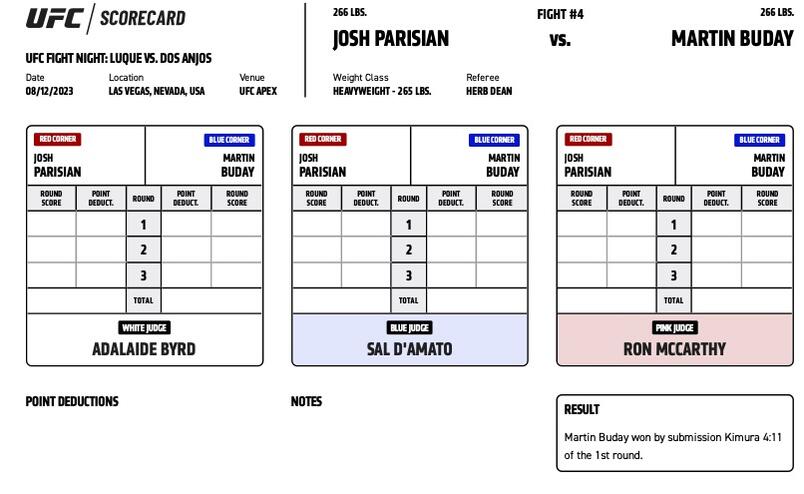 UFC / SCORECARD
UFC FIGHT NIGHT: LUQUE VS. DOS ANJOS
Date Location Venue
08/12/2023 LAS VEGAS, NEVADA, USA UFC APEX
266 LBS. FIGHT #4 266 LBS.
JOSH PARISIAN vs. MARTIN BUDAY
Weight Class Referee
HEAVYWEIGHT - 265 LBS. HERB DEAN
RED CORNER BLUE CORNER
JOSH MARTIN
PARISIAN BUDAY
ROUND POINT ROUND POINT ROUND
SCORE DEDUCT. DEDUCT. SCORE
1
2
3
TOTAL
WHITE JUDGE
ADALAIDE BYRD
RED CORNER BLUE CORNER
JOSH MARTIN
PARISIAN BUDAY
ROUND POINT ROUND POINT ROUND
SCORE DEDUCT. DEDUCT. SCORE
1
2
3
TOTAL
BLUE JUDGE
SAL D'AMATO
RED CORNER BLUE CORNER
JOSH MARTIN
PARISIAN BUDAY
ROUND POINT ROUND POINT ROUND
SCORE DEDUCT. DEDUCT. SCORE
1
2
3
TOTAL
PINK JUDGE
RON MCCARTHY
POINT DEDUCTIONS
NOTES
RESULT
Martin Buday won by submission Kimura 4:11
of the 1st round.